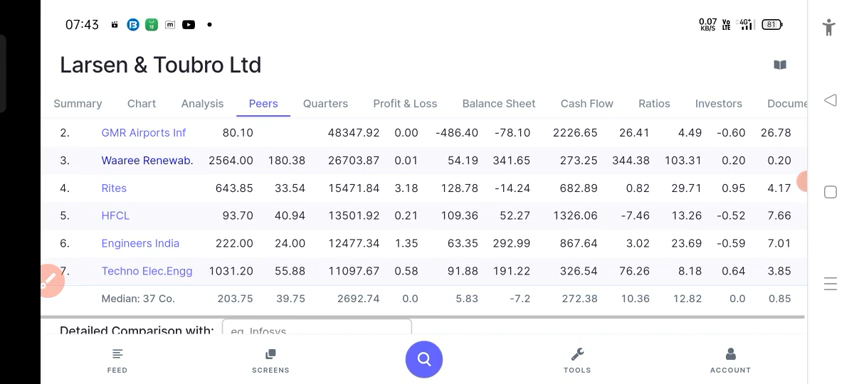 07:43 0.07 KB/S Vo LTE 4G+ 81
Larsen & Toubro Ltd
Summary Chart Analysis Peers Quarters Profit & Loss Balance Sheet Cash Flow Ratios Investors Docume
2. GMR Airports Inf 80.10 48347.92 0.00 -486.40 -78.10 2226.65 26.41 4.49 -0.60 26.78
3. Waaree Renewab. 2564.00 180.38 26703.87 0.01 54.19 341.65 273.25 344.38 103.31 0.20 0.20
4. Rites 643.85 33.54 15471.84 3.18 128.78 -14.24 682.89 0.82 29.71 0.95 4.17
5. HFCL 93.70 40.94 13501.92 0.21 109.36 52.27 1326.06 -7.46 13.26 -0.52 7.66
6. Engineers India 222.00 24.00 12477.34 1.35 63.35 292.99 867.64 3.02 23.69 -0.59 7.01
7. Techno Elec.Engg 1031.20 55.88 11097.67 0.58 91.88 191.22 326.54 76.26 8.18 0.64 3.85
Median: 37 Co. 203.75 39.75 2692.74 0.0 5.83 -7.2 272.38 10.36 12.82 0.0 0.85
Detailed Comparison with: eg. Infosys
FEED SCREENS TOOLS ACCOUNT